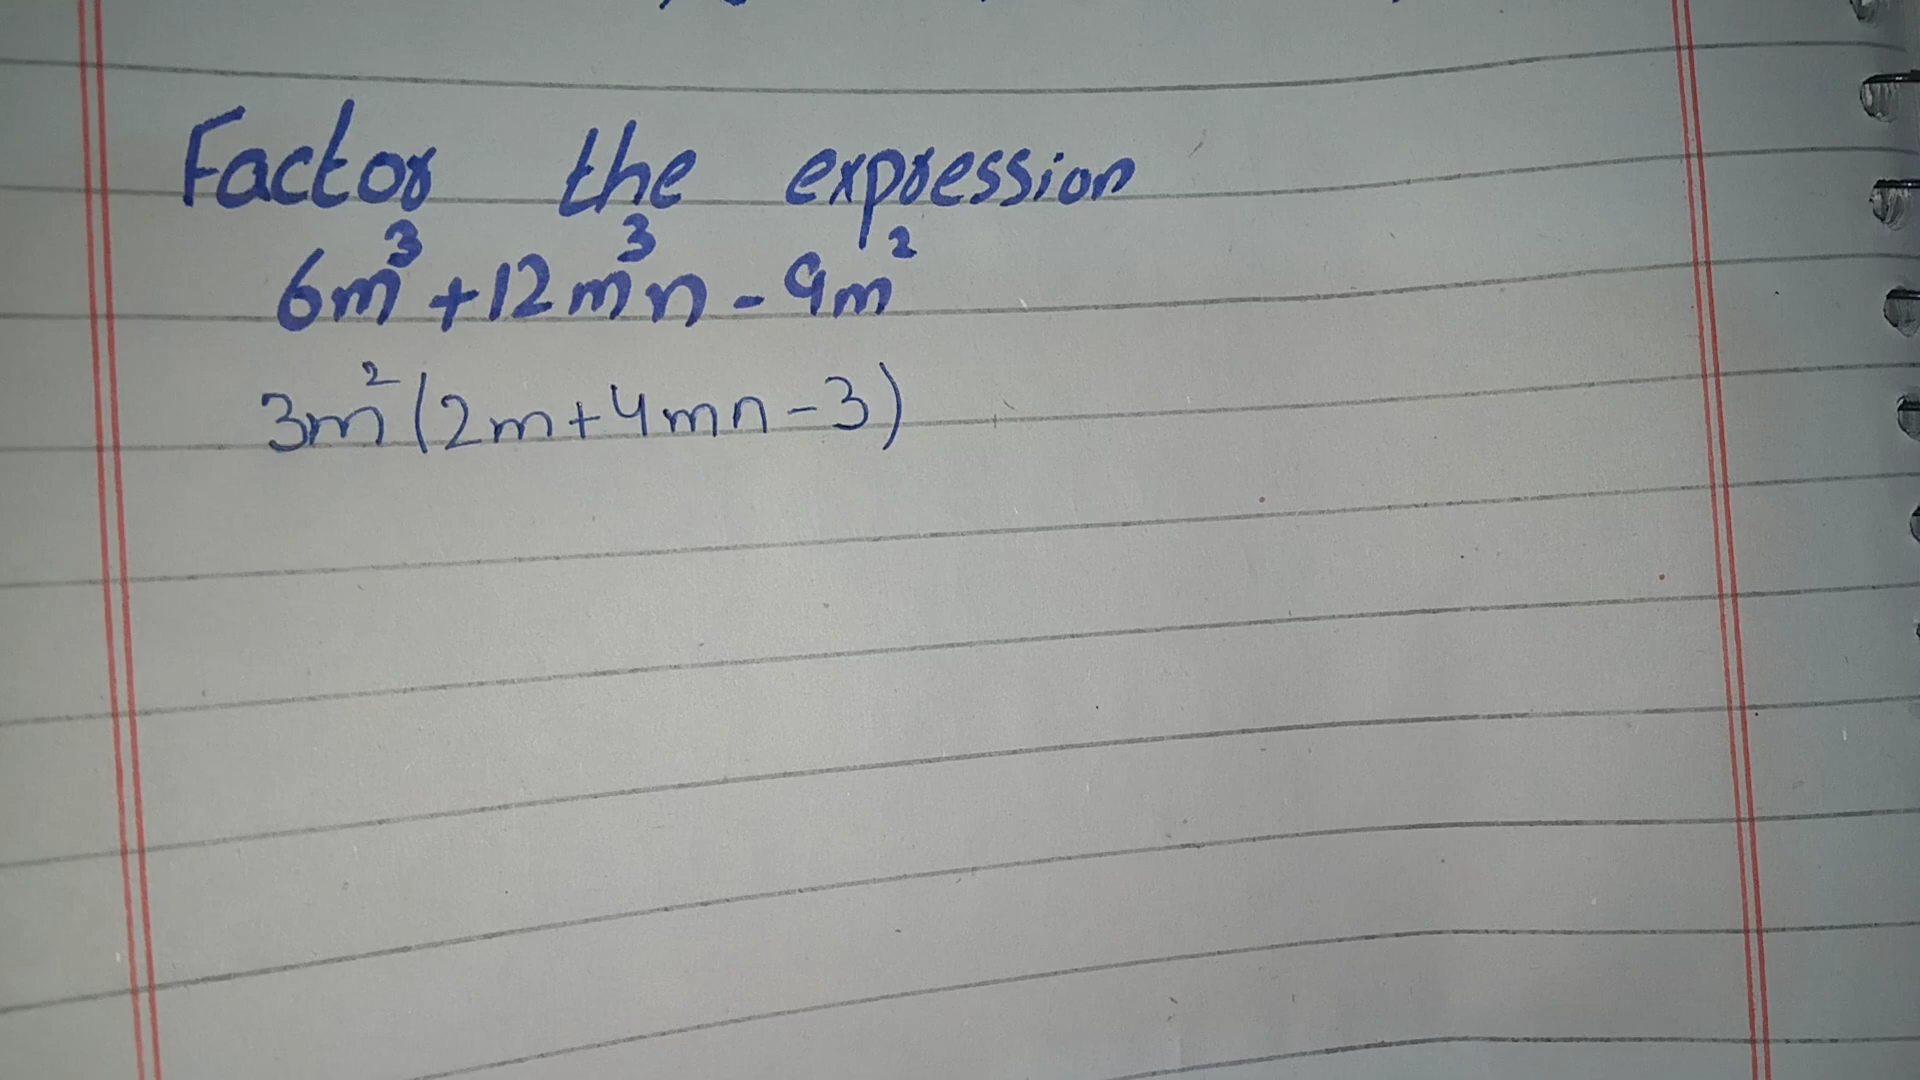 Factor the expression
6m³+12m³n-9m²
3m²(2m+4mn-3)